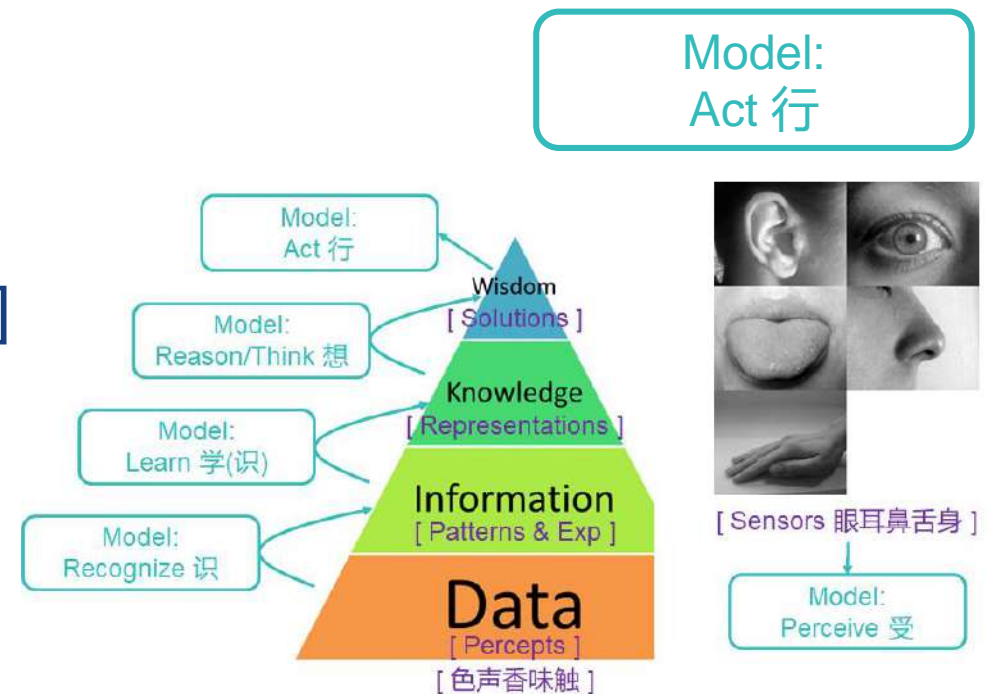 Model:
Act 行
Model:
Act 行
Wisdom
[ Solutions ]
Model:
Reason/Think 想
Knowledge
[ Representations ]
Model:
Learn 学(识)
Information
[ Patterns & Exp ]
Model:
Recognize 识
Data
[ Percepts ]
[ 色声香味触 ]
[ Sensors 眼耳鼻舌身 ]
Model:
Perceive 受